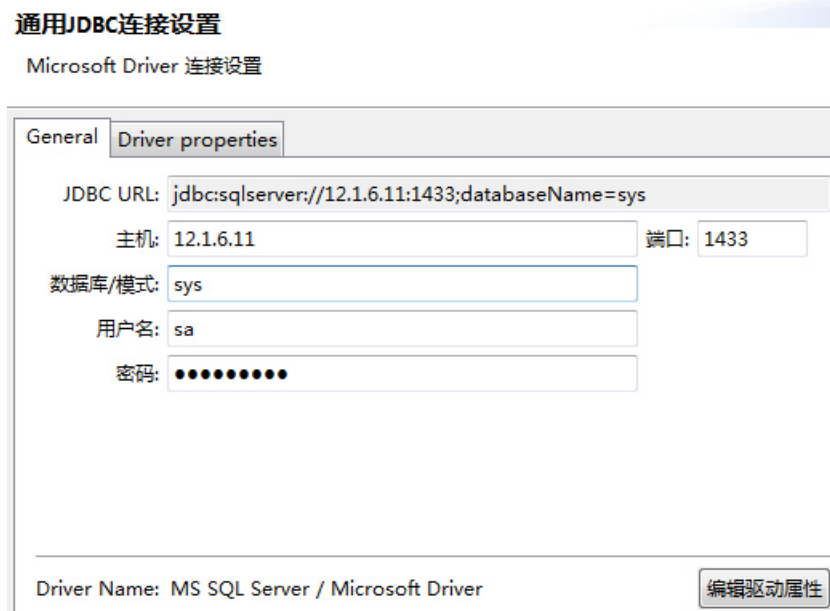 通用JDBC连接设置
Microsoft Driver 连接设置
General Driver properties
JDBC URL: jdbc:sqlserver://12.1.6.11:1433;databaseName=sys
主机: 12.1.6.11 端口: 1433
数据库/模式: sys
用户名: sa
密码: ●●●●●●●●●
Driver Name: MS SQL Server / Microsoft Driver 编辑驱动属性